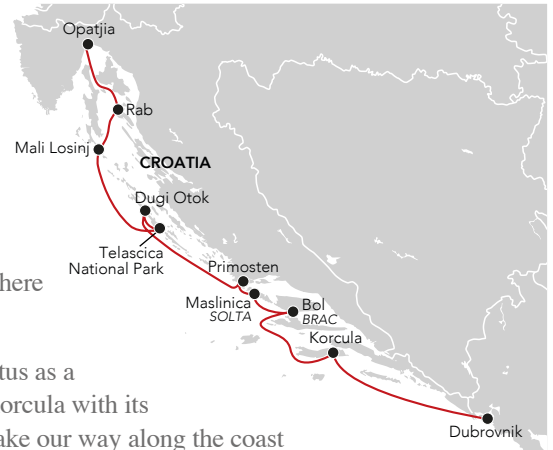 Opatjia
Rab
Mali Losinj
CROATIA
Dugi Otok
Telascica
National Park
Primosten
Maslinica
SOLTA
Bol
BRAC
Korcula
Dubrovnik
here
tus as a
orcula with its
ake our way along the coast